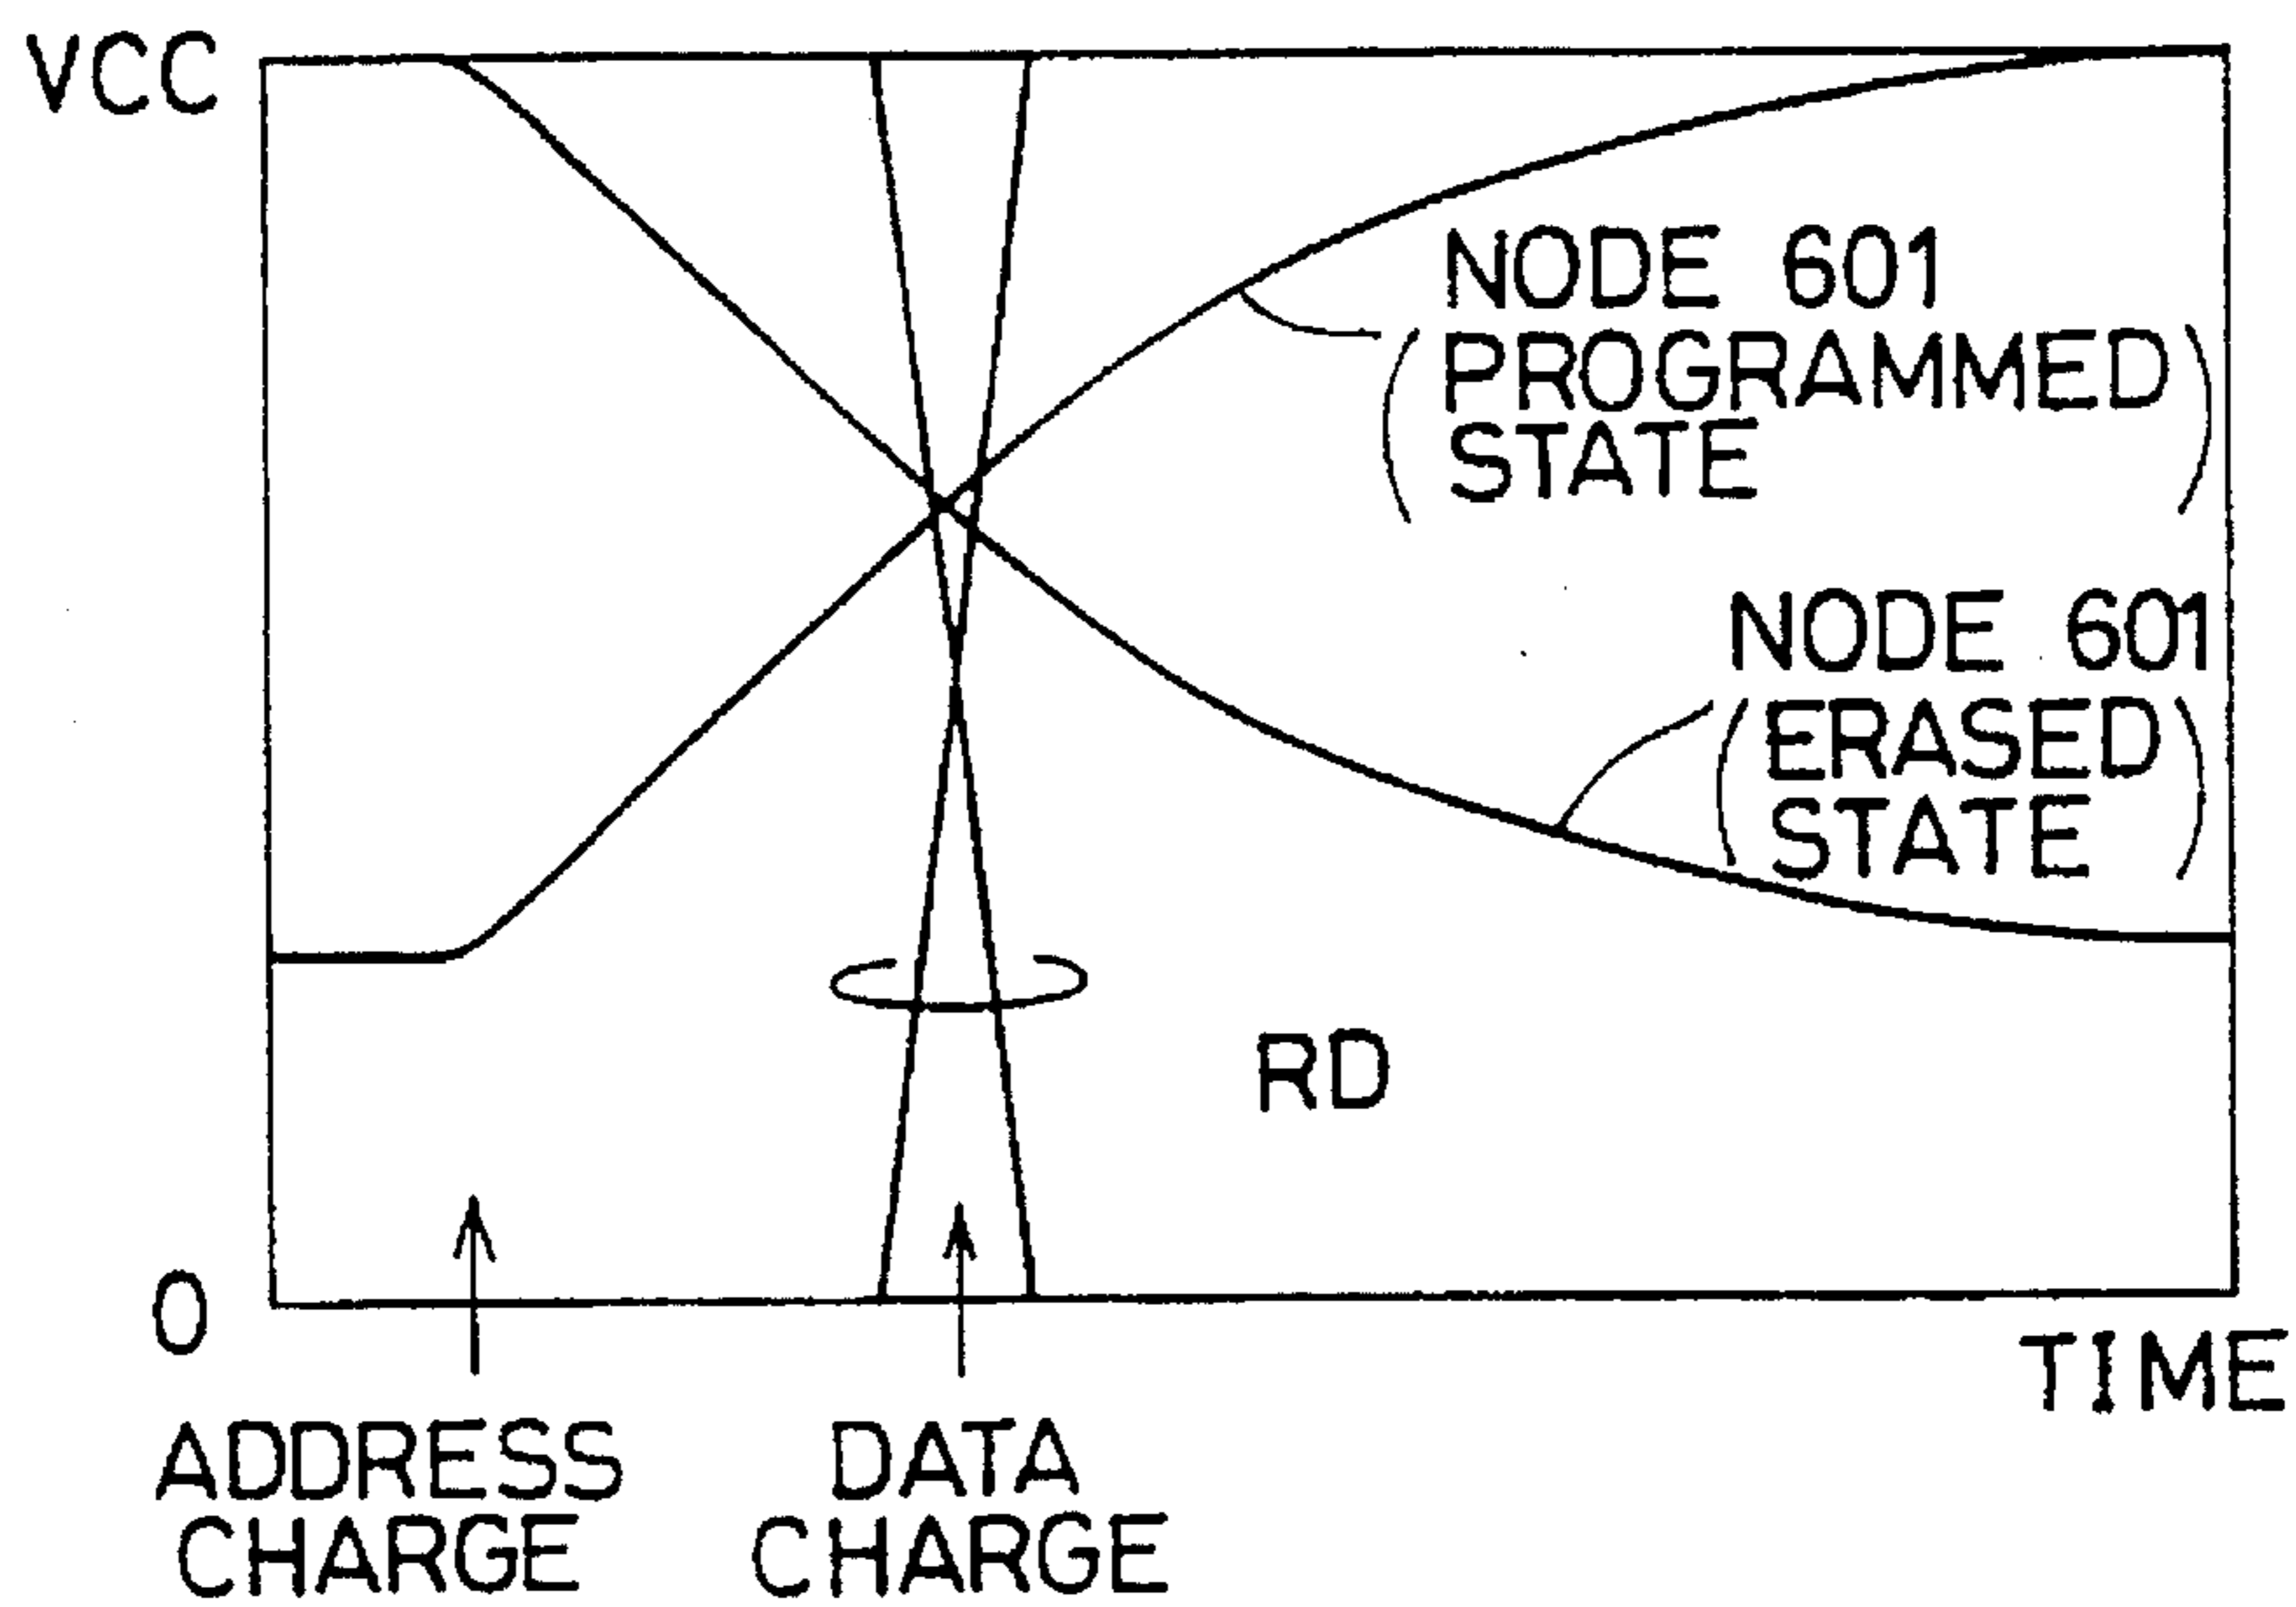 VCC
NODE 601
(PROGRAMMED
STATE)
NODE 601
(ERASED
STATE)
RD
0
TIME
ADDRESS
CHARGE
DATA
CHARGE